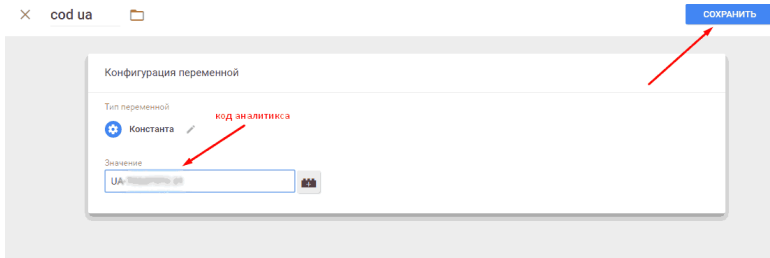 cod ua
СОХРАНИТЬ
Конфигурация переменной
Тип переменной
код аналитикса
Константа
Значение
UA-